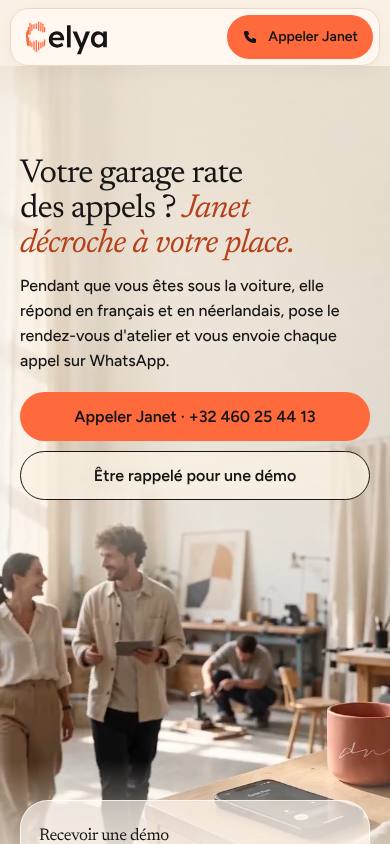 Celya
Appeler Janet
Votre garage rate
des appels ? Janet
décroche à votre place.
Pendant que vous êtes sous la voiture, elle
répond en français et en néerlandais, pose le
rendez-vous d'atelier et vous envoie chaque
appel sur WhatsApp.
Appeler Janet · +32 460 25 44 13
Être rappelé pour une démo
Recevoir une démo